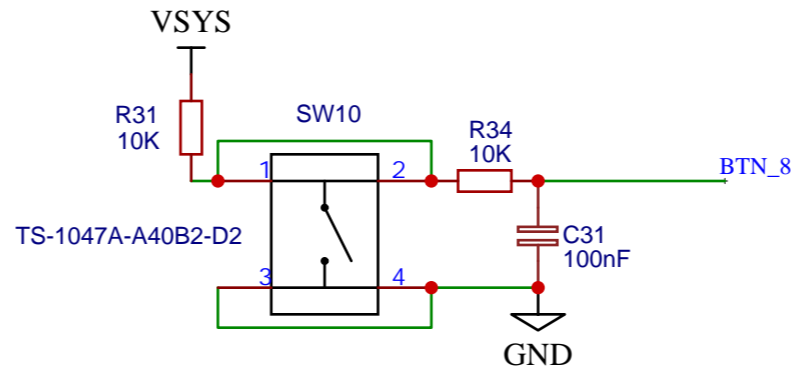 VSYS
R31
10K
SW10
1
2
R34
10K
BTN_8
TS-1047A-A40B2-D2
C31
100nF
3
4
GND